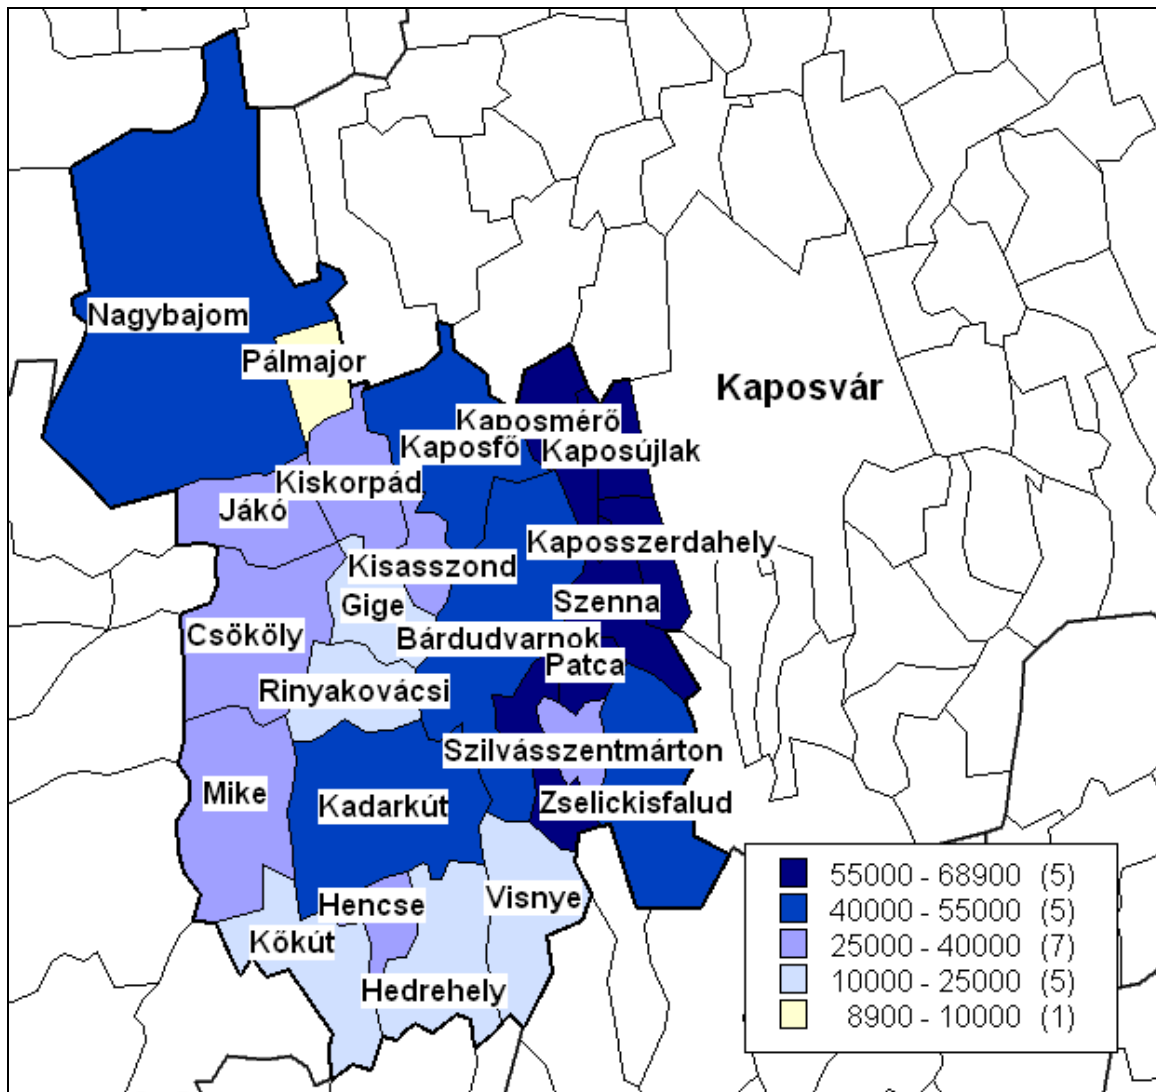 Nagybajom
Pálmajor
Kaposvár
Kaposmérő
Kaposfő
Kaposújlak
Kiskorpád
Jákó
Kaposszerdahely
Kisasszond
Gige
Szenna
Csököly
Bárdudvarnok
Patca
Rinyakovácsi
Szilvásszentmárton
Mike
Kadarkút
Zselickisfalud
Hencse
Visnye
Kőkút
Hedrehely
55000 - 68900 (5)
40000 - 55000 (5)
25000 - 40000 (7)
10000 - 25000 (5)
8900 - 10000 (1)